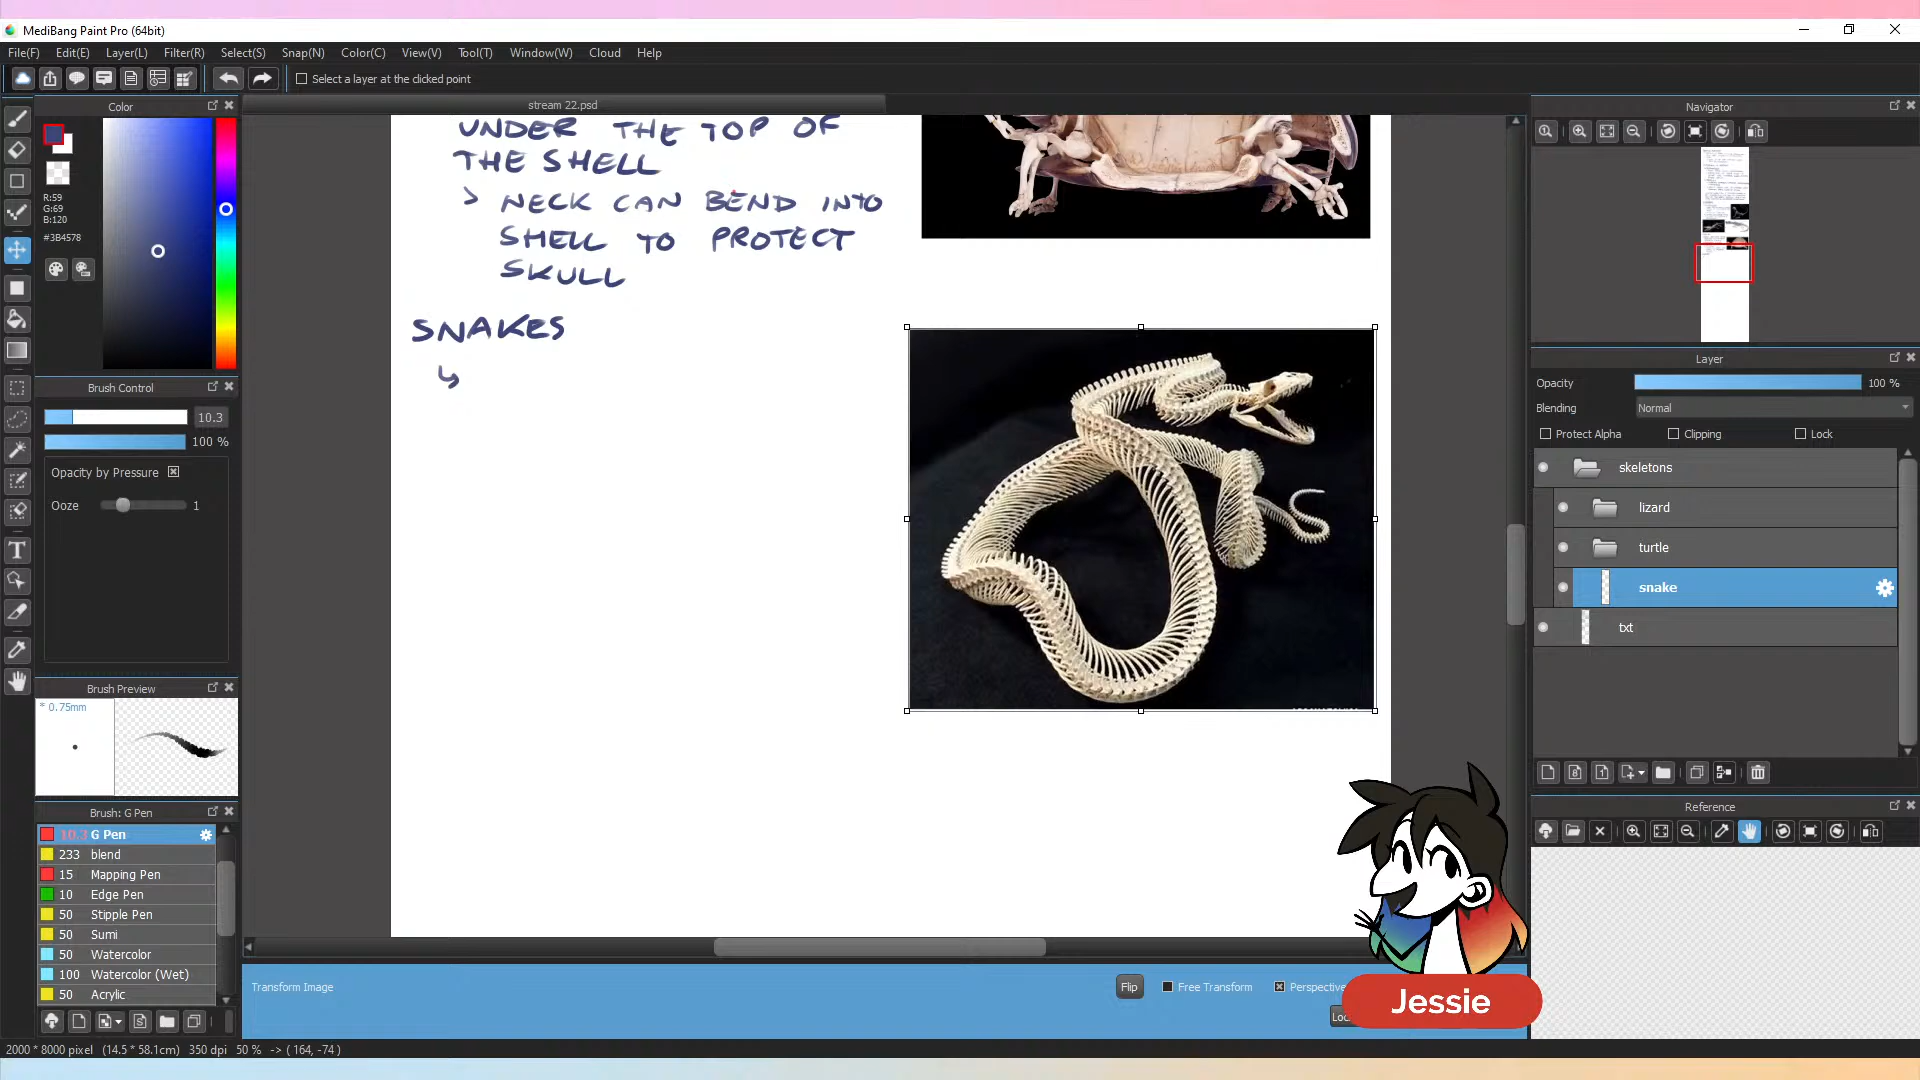 MediBang Paint Pro (64bit)
File(F) Edit(E) Layer(L) Filter(R) Select(S) Snap(N) Color(C) View(V) Tool(T) Window(W) Cloud Help
Select a layer at the clicked point
Color
R:59
G:69
B:120
#3B4578
Brush Control
10.3
100 %
Opacity by Pressure
Ooze 1
Brush Preview
* 0.75mm
Brush: G Pen
10.3 G Pen
233 blend
15 Mapping Pen
10 Edge Pen
50 Stipple Pen
50 Sumi
50 Watercolor
100 Watercolor (Wet)
50 Acrylic
stream 22.psd
UNDER THE TOP OF
THE SHELL
> NECK CAN BEND INTO
SHELL TO PROTECT
SKULL
SNAKES
Transform Image
Flip Free Transform Perspective
Loc
Jessie
Navigator
Layer
Opacity 100 %
Blending Normal
Protect Alpha Clipping Lock
skeletons
lizard
turtle
snake
txt
Reference
2000 * 8000 pixel (14.5 * 58.1cm) 350 dpi 50 % -> ( 164, -74 )